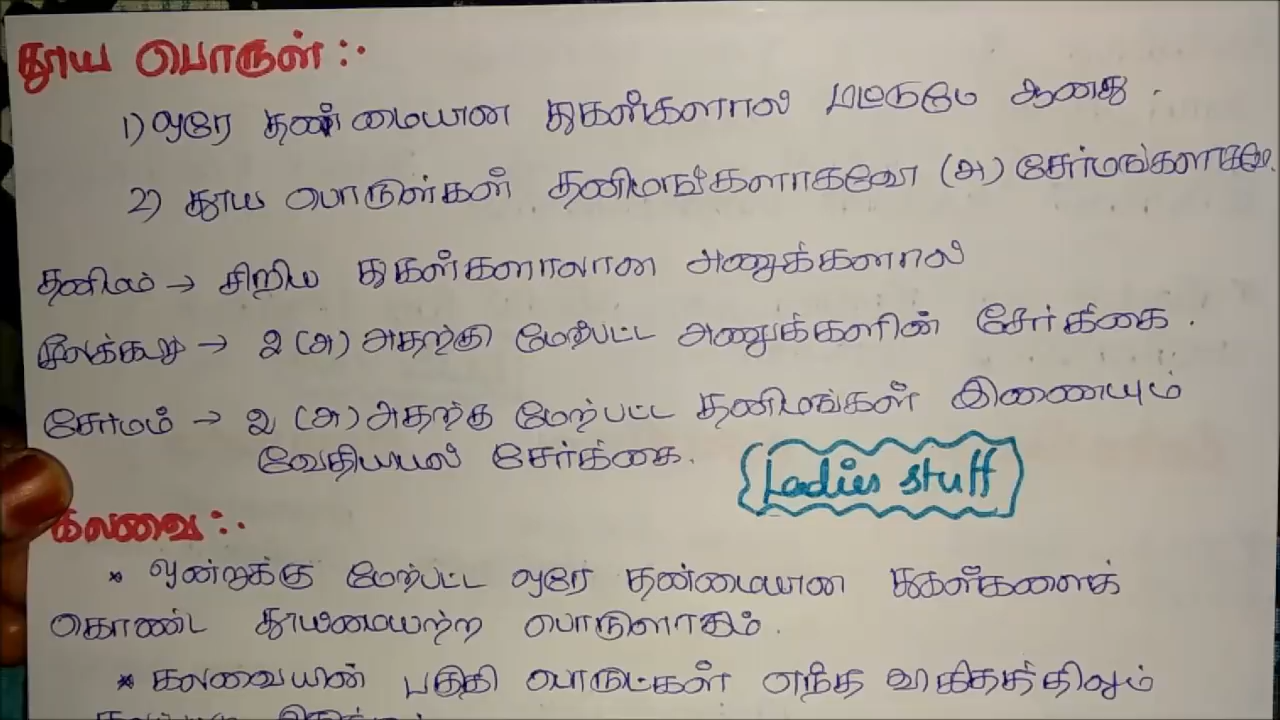 தூய பொருள் :-
1) ஒரே தன்மையான துகள்களால் மட்டுமே ஆனது.
2) தூய பொருள்கள் தனிமங்களாகவோ (அ) சேர்மங்களாகவோ.
தனிமம் → சிறிய துகள்களாலான அணுக்களால்
மூலக்கூறு → 2 (அ) அதற்கு மேற்பட்ட அணுக்களின் சேர்க்கை.
சேர்மம் → 2 (அ) அதற்கு மேற்பட்ட தனிமங்கள் இணையும்
வேதியியல் சேர்க்கை.
Ladies stuff
கலவை :-
* ஒன்றுக்கு மேற்பட்ட ஒரே தன்மையான துகள்களைக்
கொண்ட தூய்மையற்ற பொருளாகும்.
* கலவையின் பகுதி பொருட்கள் எந்த விகிதத்திலும்